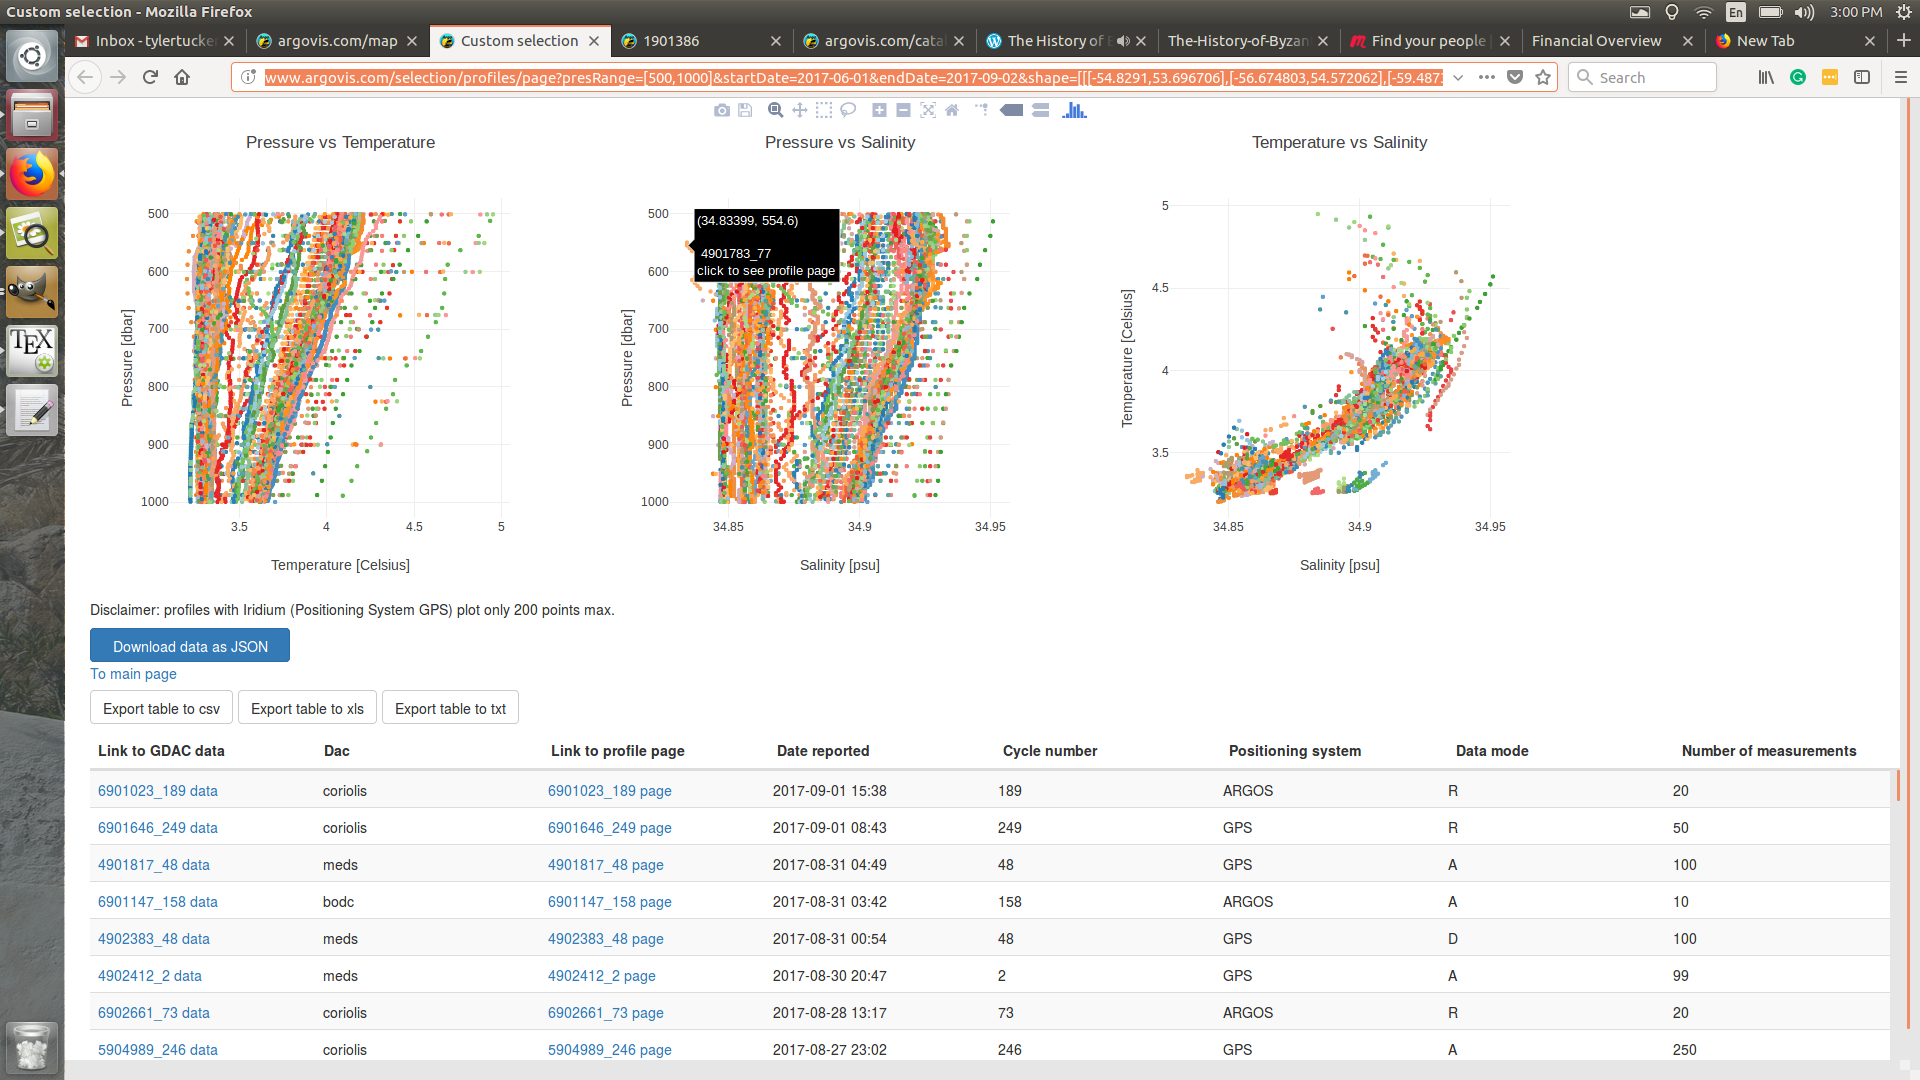 Custom selection - Mozilla Firefox
En
3:00 PM
Inbox - tylertucke
argovis.com/map
Custom selection
1901386
argovis.com/cata
The History of
The-History-of-Byzan
Find your people
Financial Overview
New Tab
www.argovis.com/selection/profiles/page?presRange=[500,1000]&startDate=2017-06-01&endDate=2017-09-02&shape=[[[-54.8291,53.696706],[-56.674803,54.572062],[-59.487
Search
TEX
Pressure vs Temperature
Pressure vs Salinity
Temperature vs Salinity
500
600
700
800
900
1000
3.5
4
4.5
5
Pressure [dbar]
Temperature [Celsius]
500
600
700
800
900
1000
34.85
34.9
34.95
Pressure [dbar]
Salinity [psu]
(34.83399, 554.6)
4901783_77
click to see profile page
5
4.5
4
3.5
34.85
34.9
34.95
Temperature [Celsius]
Salinity [psu]
Disclaimer: profiles with Iridium (Positioning System GPS) plot only 200 points max.
Download data as JSON
To main page
Export table to csv
Export table to xls
Export table to txt
Link to GDAC data Dac Link to profile page Date reported Cycle number Positioning system Data mode Number of measurements
6901023_189 data coriolis 6901023_189 page 2017-09-01 15:38 189 ARGOS R 20
6901646_249 data coriolis 6901646_249 page 2017-09-01 08:43 249 GPS R 50
4901817_48 data meds 4901817_48 page 2017-08-31 04:49 48 GPS A 100
6901147_158 data bodc 6901147_158 page 2017-08-31 03:42 158 ARGOS A 10
4902383_48 data meds 4902383_48 page 2017-08-31 00:54 48 GPS D 100
4902412_2 data meds 4902412_2 page 2017-08-30 20:47 2 GPS A 99
6902661_73 data coriolis 6902661_73 page 2017-08-28 13:17 73 ARGOS R 20
5904989_246 data coriolis 5904989_246 page 2017-08-27 23:02 246 GPS A 250